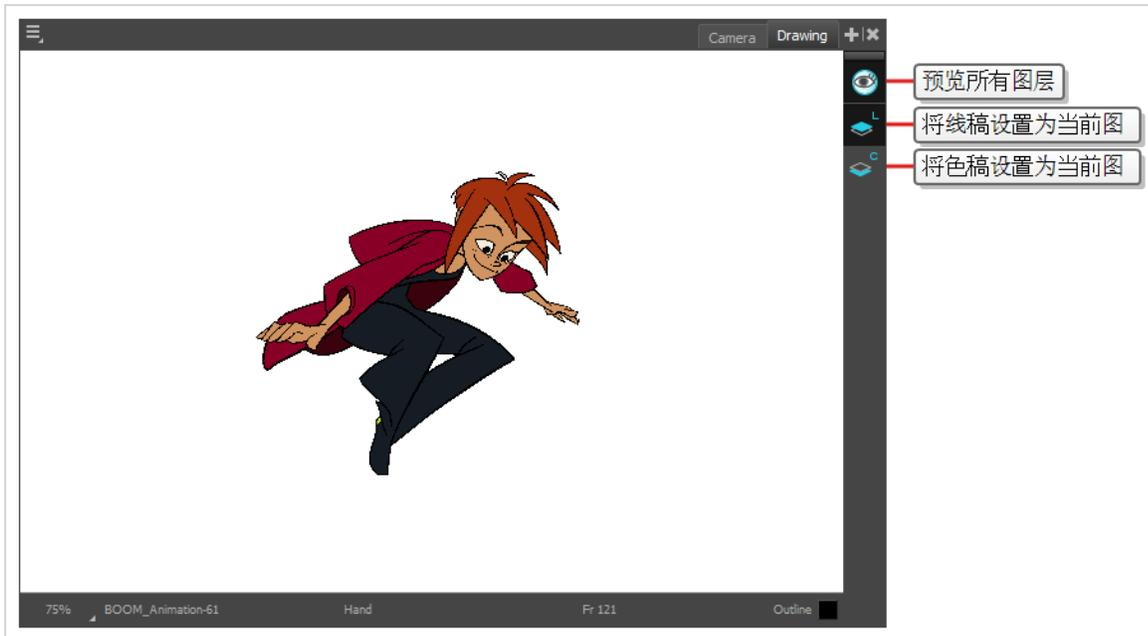 Camera
Drawing
预览所有图层
L
将线稿设置为当前图
C
将色稿设置为当前图
75%
BOOM_Animation-61
Hand
Fr 121
Outline